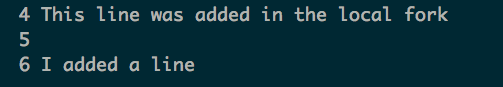 4 This line was added in the local fork
5
6 I added a line